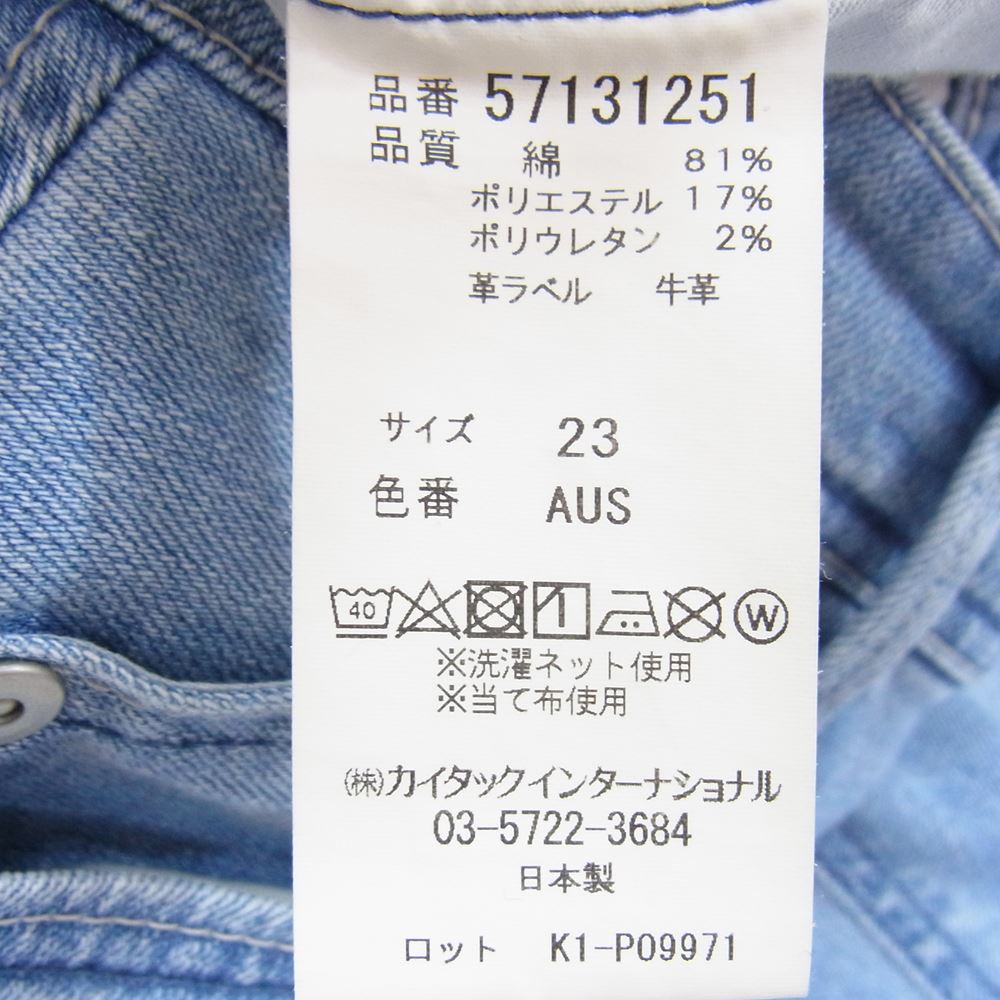 品番 57131251
品質 綿 81%
ポリエステル 17%
ポリウレタン 2%
革ラベル 牛革
サイズ 23
色番 AUS
40 W
※洗濯ネット使用
※当て布使用
㈱カイタックインターナショナル
03-5722-3684
日本製
ロット K1-P09971